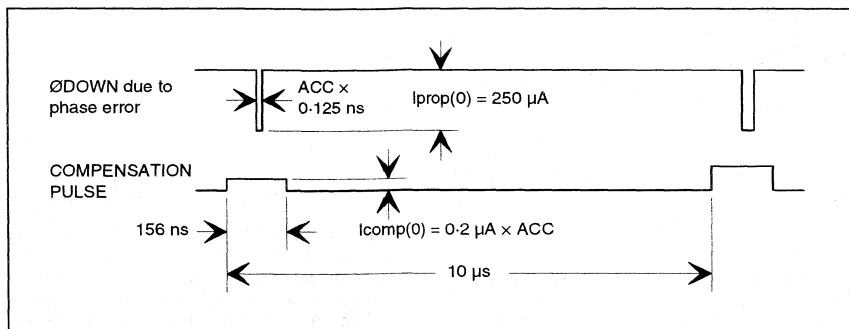 ØDOWN due to
phase error
ACC ×
0·125 ns
Iprop(0) = 250 µA
COMPENSATION
PULSE
156 ns
Icomp(0) = 0·2 µA × ACC
10 µs